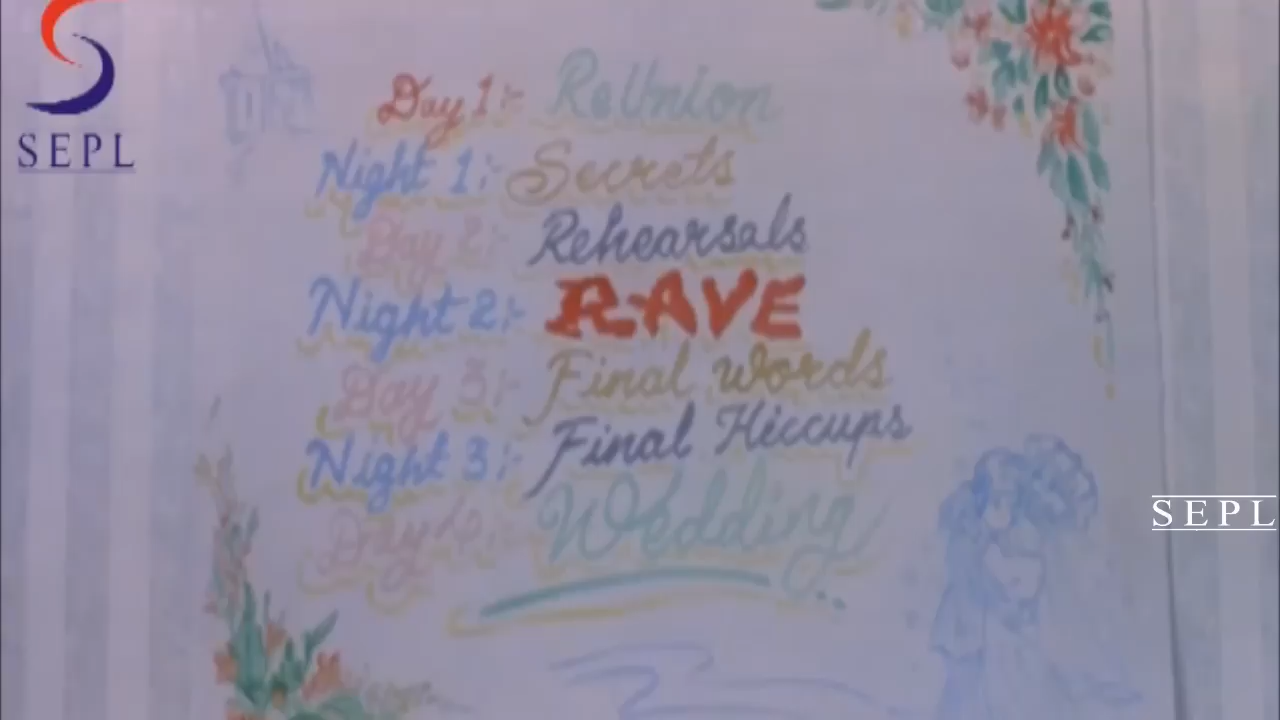 SEPL
Day 1:- ReUnion
Night 1:- Secrets
Day 2:- Rehearsals
Night 2:- RAVE
Day 3:- Final words
Night 3:- Final Hiccups
Day 4:- Wedding
SEPL